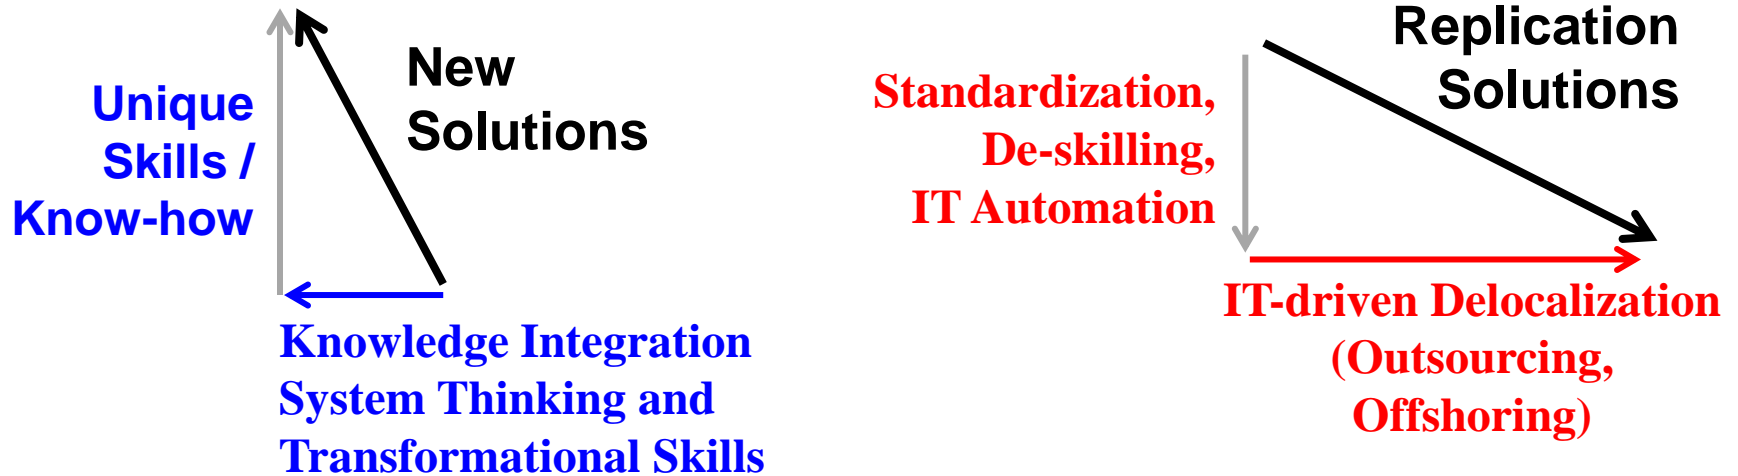 New
Solutions
Unique
Skills /
Know-how
Knowledge Integration
System Thinking and
Transformational Skills
Replication
Solutions
Standardization,
De-skilling,
IT Automation
IT-driven Delocalization
(Outsourcing,
Offshoring)